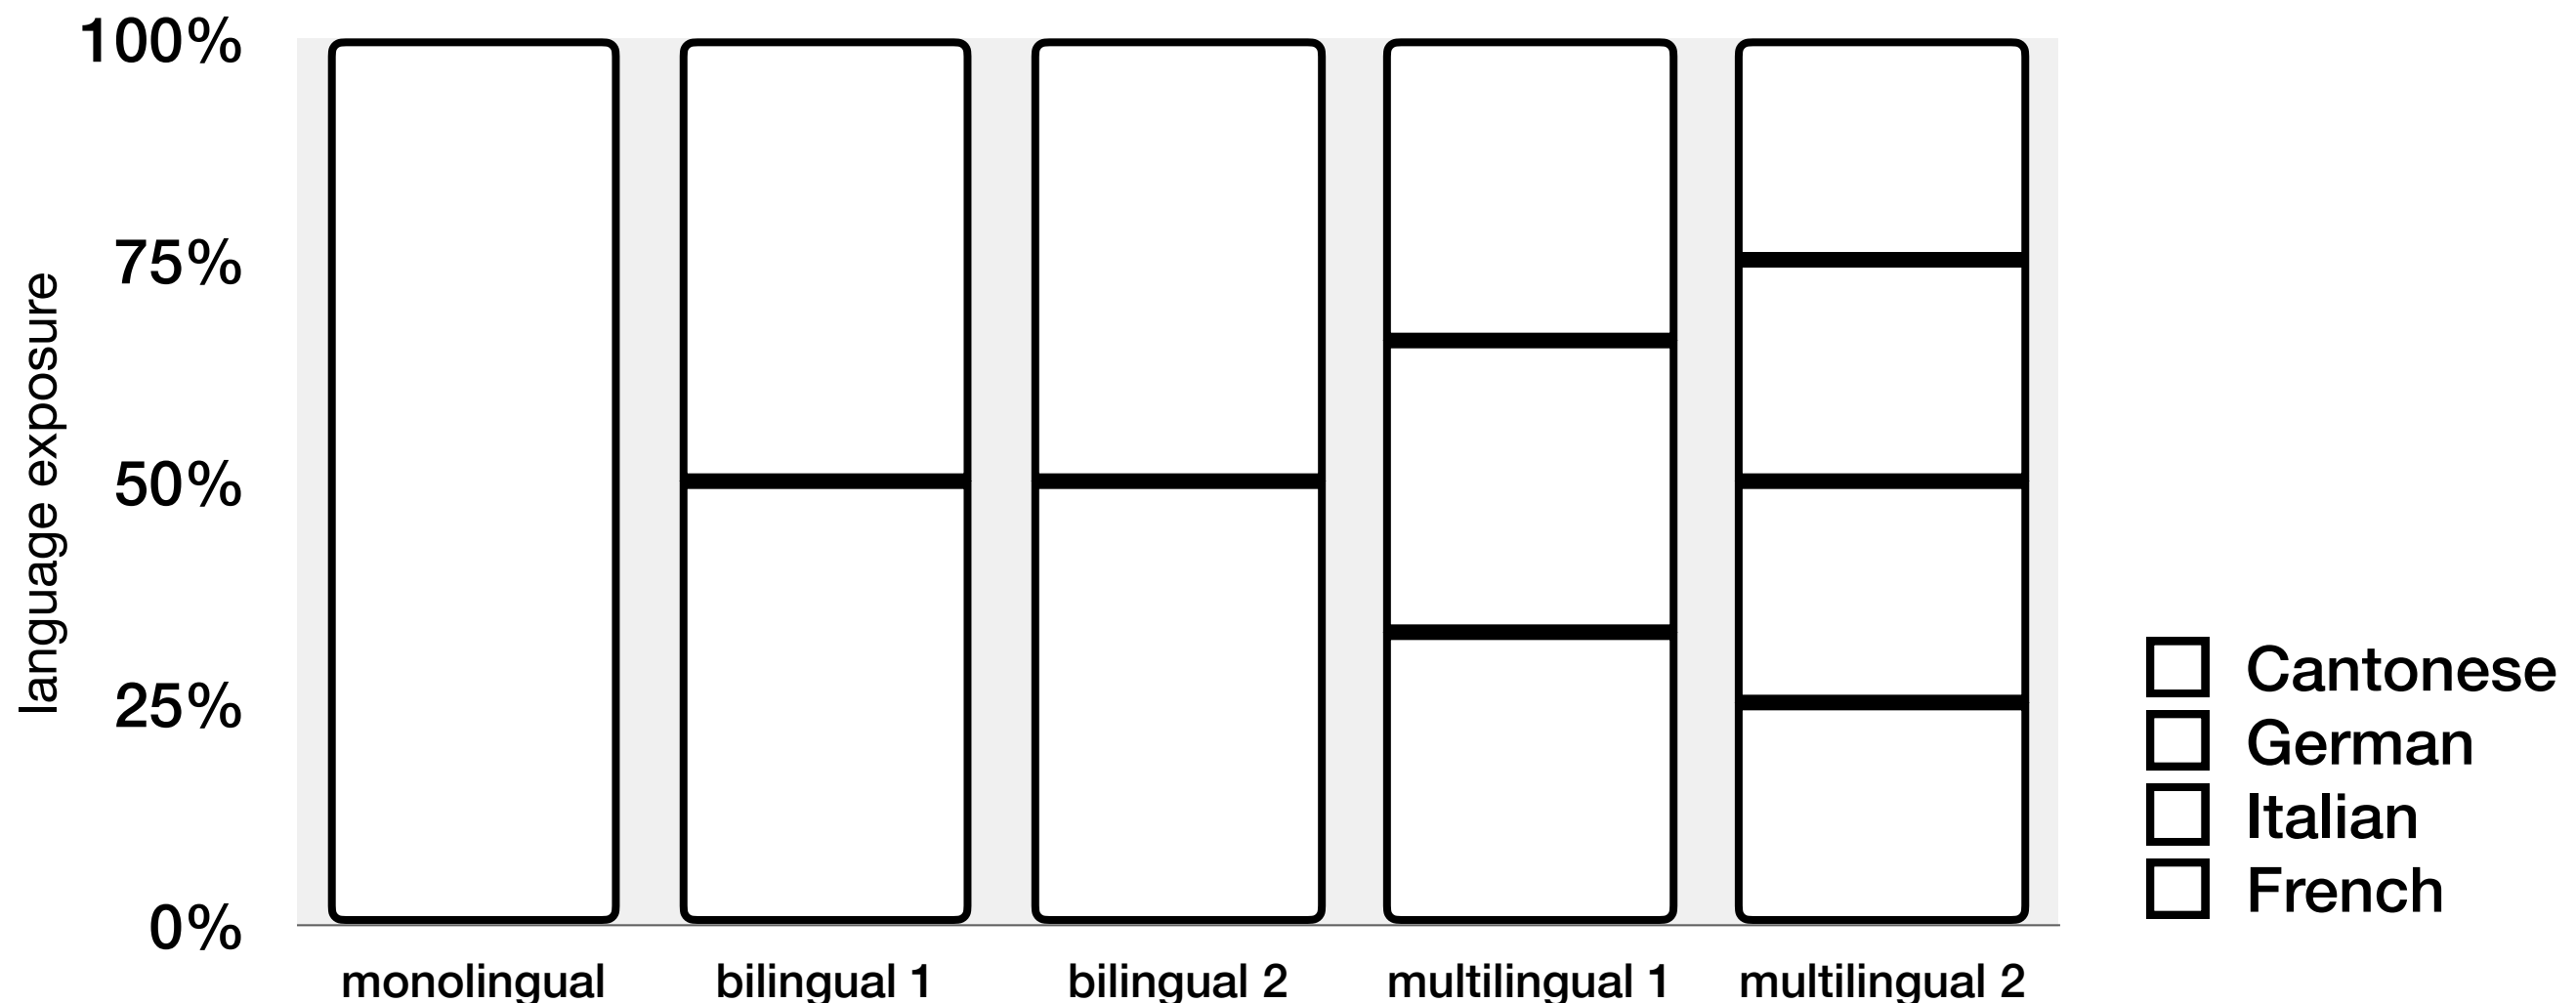 100%
75%
50%
25%
0%
language exposure
monolingual
bilingual 1
bilingual 2
multilingual 1
multilingual 2
Cantonese
German
Italian
French